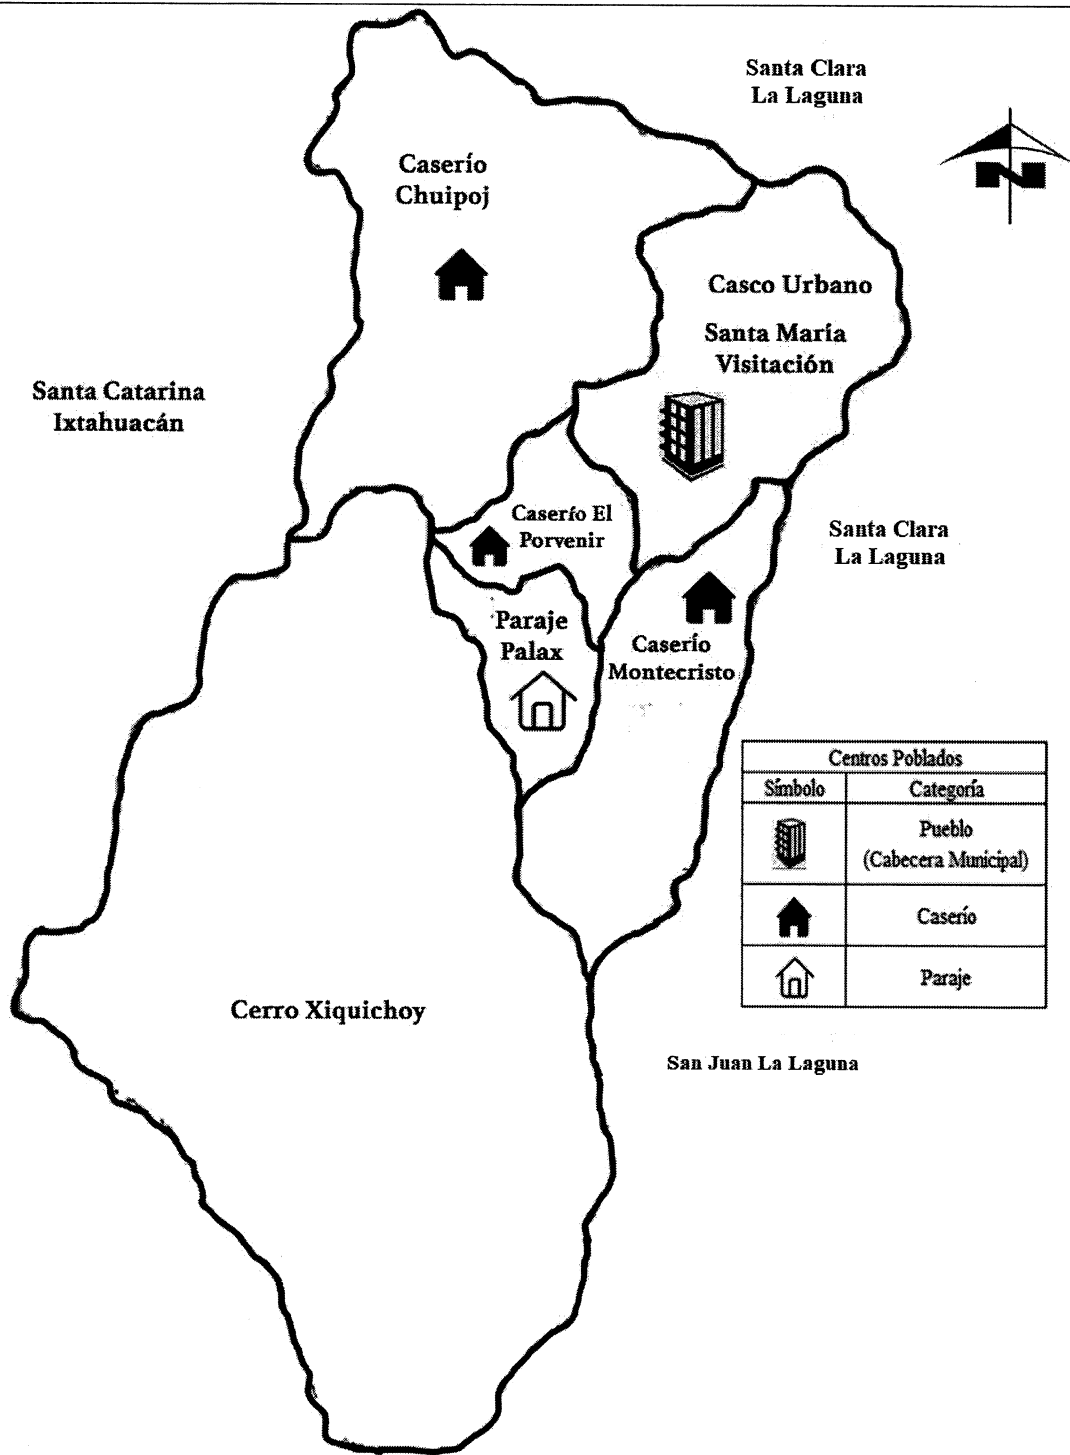 Santa Clara
La Laguna
N
Caserío
Chuipoj
Casco Urbano
Santa María
Visitación
Santa Catarina
Ixtahuacán
Caserío El
Porvenir
Santa Clara
La Laguna
Paraje
Palax
Caserío
Montecristo
Centros Poblados
Símbolo Categoría
Pueblo
(Cabecera Municipal)
Caserío
Paraje
Cerro Xiquichoy
San Juan La Laguna